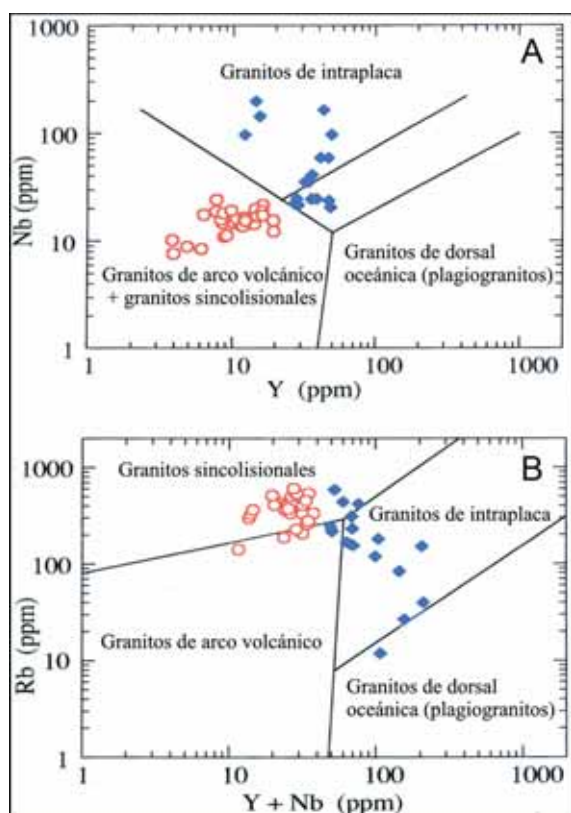 A
1000
100
10
1
Nb (ppm)
Granitos de intraplaca
Granitos de arco volcánico
+ granitos sincolisionales
Granitos de dorsal
oceánica (plagiogranitos)
1
10
100
1000
Y (ppm)
B
1000
100
10
1
Rb (ppm)
Granitos sincolisionales
Granitos de intraplaca
Granitos de arco volcánico
Granitos de dorsal
oceánica (plagiogranitos)
1
10
100
1000
Y + Nb (ppm)